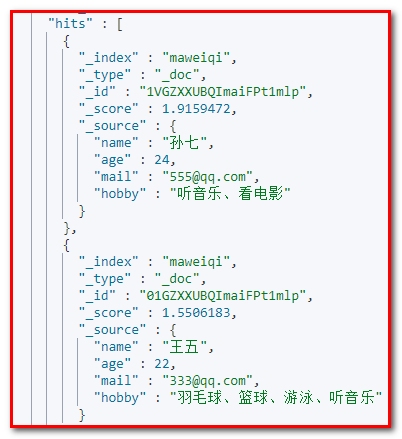 "hits" : [
{
"_index" : "maweiqi",
"_type" : "_doc",
"_id" : "1VGZXXUBQImaiFPt1mlp",
"_score" : 1.9159472,
"_source" : {
"name" : "孙七",
"age" : 24,
"mail" : "555@qq.com",
"hobby" : "听音乐、看电影"
}
},
{
"_index" : "maweiqi",
"_type" : "_doc",
"_id" : "01GZXXUBQImaiFPt1mlp",
"_score" : 1.5506183,
"_source" : {
"name" : "王五",
"age" : 22,
"mail" : "333@qq.com",
"hobby" : "羽毛球、篮球、游泳、听音乐"
}